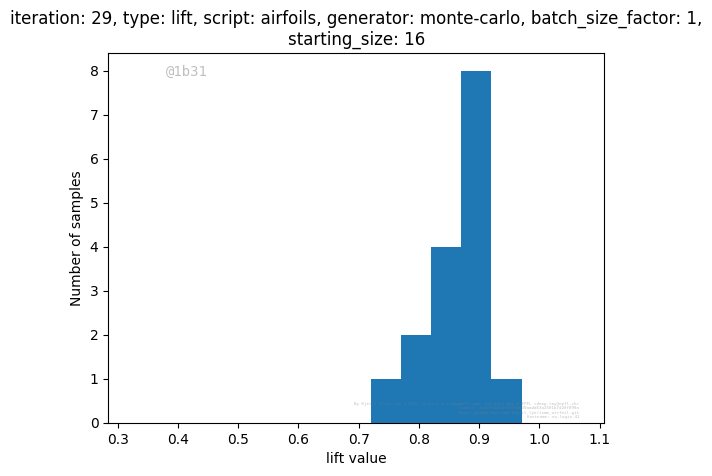 iteration: 29, type: lift, script: airfoils, generator: monte-carlo, batch_size_factor: 1,
starting_size: 16
@1b31
8
7
6
5
4
3
2
1
0
Number of samples
0.3 0.4 0.5 0.6 0.7 0.8 0.9 1.0 1.1
lift value